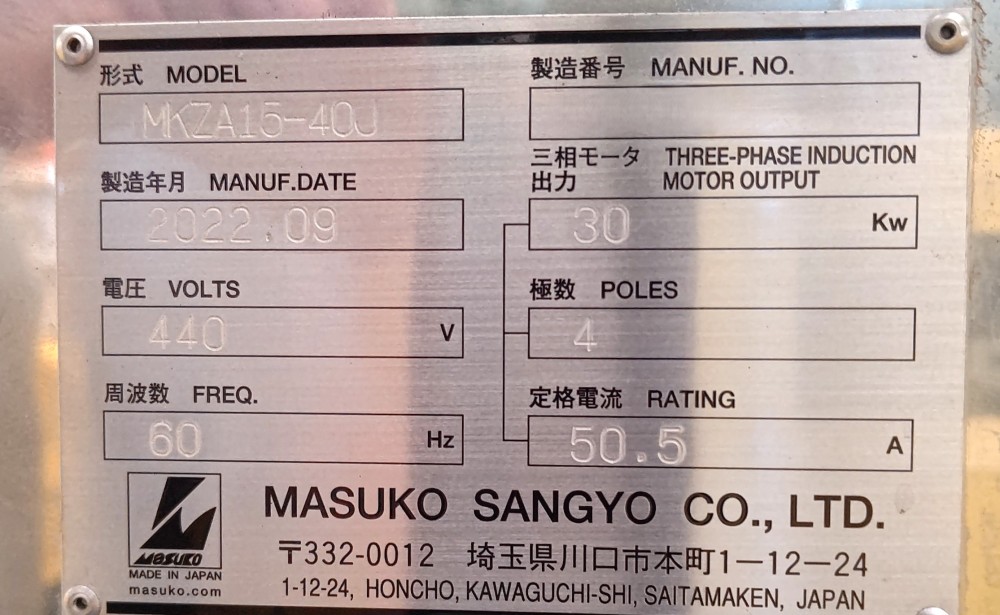 形式 MODEL
MKZA15-40J
製造番号 MANUF. NO.
製造年月 MANUF.DATE
2022.09
三相モータ THREE-PHASE INDUCTION
出力 MOTOR OUTPUT
30 Kw
電圧 VOLTS
440 V
極数 POLES
4
周波数 FREQ.
60 Hz
定格電流 RATING
50.5 A
MASUKO
MADE IN JAPAN
masuko.com
MASUKO SANGYO CO., LTD.
〒332-0012 埼玉県川口市本町1－12－24
1-12-24, HONCHO, KAWAGUCHI-SHI, SAITAMAKEN, JAPAN